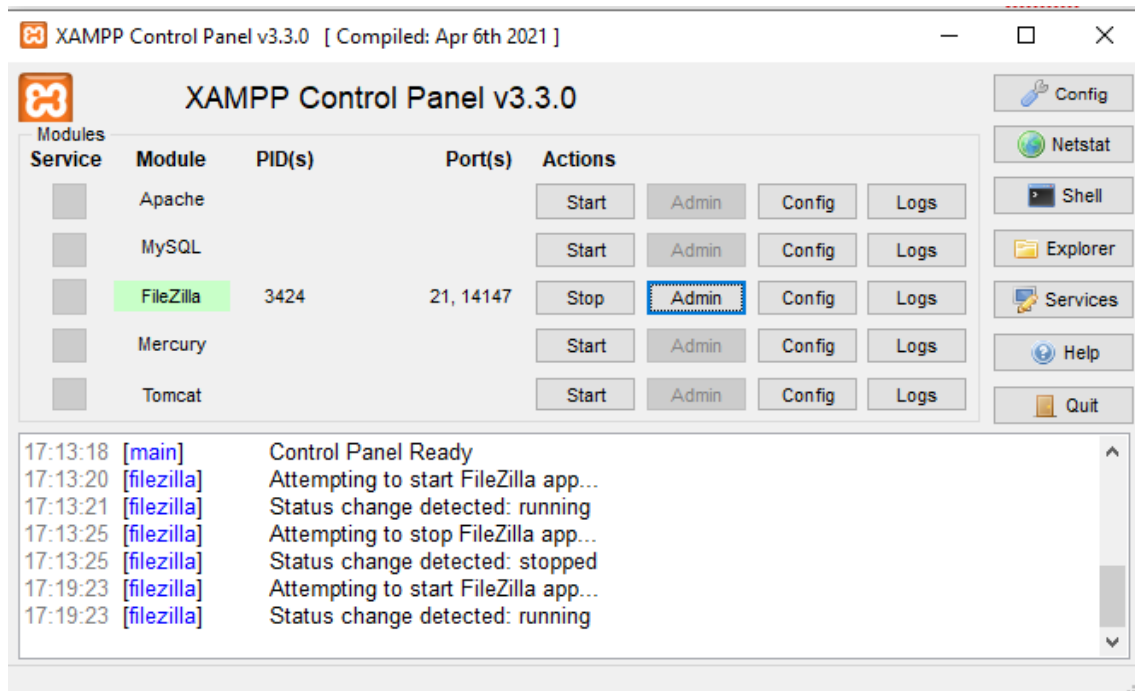 XAMPP Control Panel v3.3.0 [ Compiled: Apr 6th 2021 ]
XAMPP Control Panel v3.3.0
Config
Modules
Netstat
Service Module PID(s) Port(s) Actions
Apache Start Admin Config Logs
Shell
MySQL Start Admin Config Logs
Explorer
FileZilla 3424 21, 14147 Stop Admin Config Logs
Services
Mercury Start Admin Config Logs
Help
Tomcat Start Admin Config Logs
Quit
17:13:18 [main] Control Panel Ready
17:13:20 [filezilla] Attempting to start FileZilla app...
17:13:21 [filezilla] Status change detected: running
17:13:25 [filezilla] Attempting to stop FileZilla app...
17:13:25 [filezilla] Status change detected: stopped
17:19:23 [filezilla] Attempting to start FileZilla app...
17:19:23 [filezilla] Status change detected: running